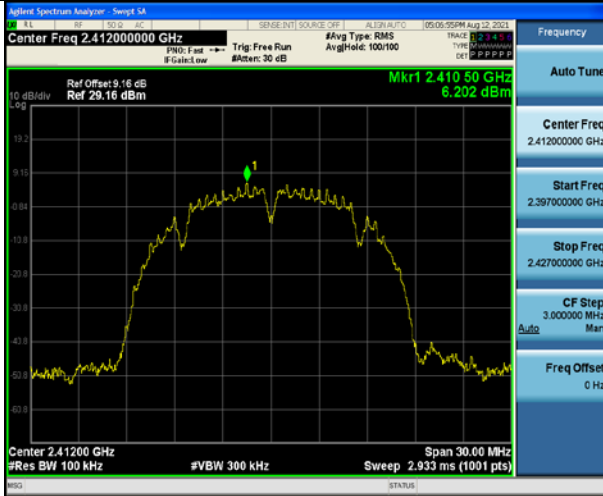 Agilent Spectrum Analyzer - Swept SA
RL RF 50 Ω AC SENSE:INT SOURCE OFF ALIGN AUTO 05:06:55PM Aug 12, 2021
Center Freq 2.412000000 GHz
PNO: Fast
IFGain:Low
Trig: Free Run
#Atten: 30 dB
#Avg Type: RMS
Avg|Hold: 100/100
TRACE 1 2 3 4 5 6
TYPE M W W W W W
DET P P P P P P
Ref Offset 9.16 dB
10 dB/div Ref 29.16 dBm
Log
Mkr1 2.410 50 GHz
6.202 dBm
1
19.2
9.15
-0.84
-10.8
-20.8
-30.8
-40.8
-50.8
-60.8
Center 2.41200 GHz
Span 30.00 MHz
#Res BW 100 kHz
#VBW 300 kHz
Sweep 2.933 ms (1001 pts)
MSG
STATUS
Frequency
Auto Tune
Center Freq
2.412000000 GHz
Start Freq
2.397000000 GHz
Stop Freq
2.427000000 GHz
CF Step
3.000000 MHz
Auto Man
Freq Offset
0 Hz